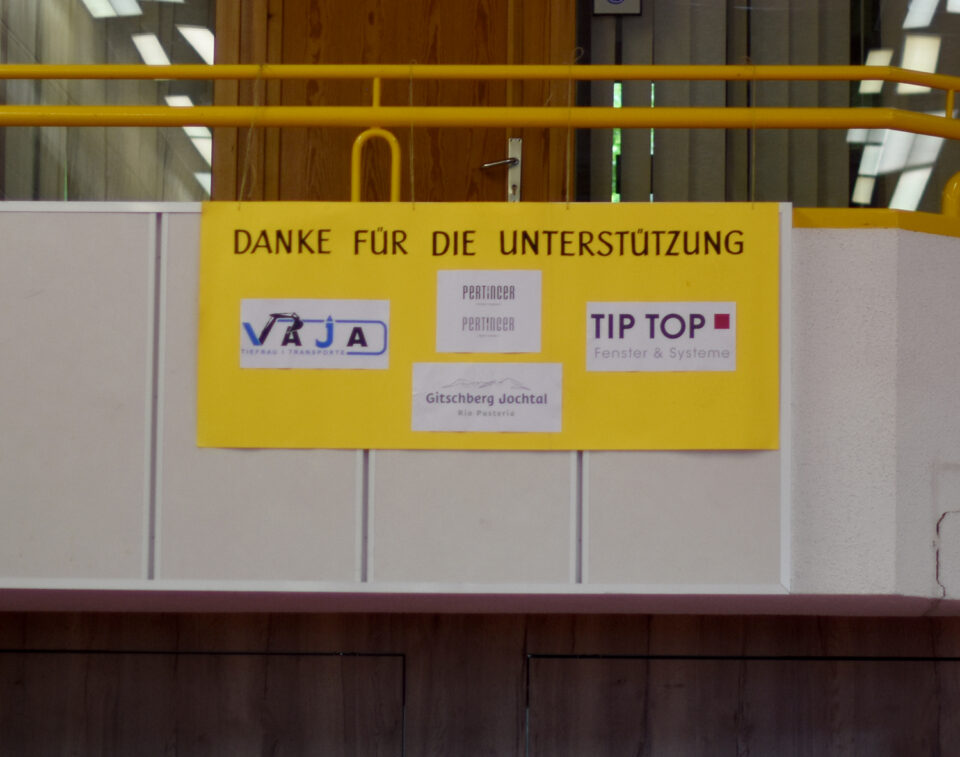 DANKE FÜR DIE UNTERSTÜTZUNG
VAJA
TIEFBAU I TRANSPORTE
PERTINGER
PERTINGER
TIP TOP
Fenster & Systeme
Gitschberg Jochtal
Rio Pusteria